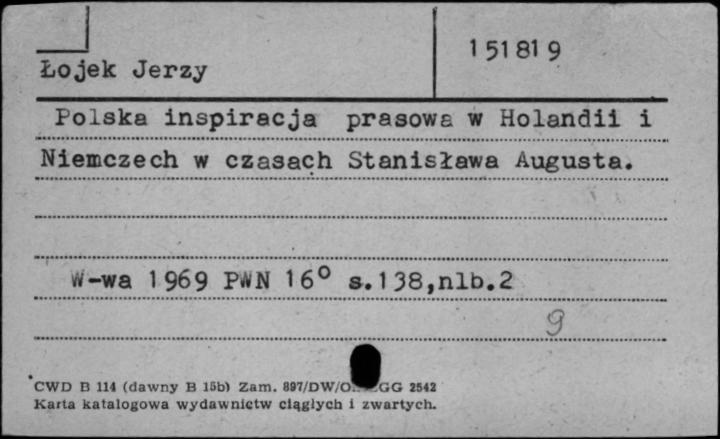 151819
Łojek Jerzy
Polska inspiracja prasowa w Holandii i
Niemczech w czasach Stanisława Augusta.
W-wa 1969 PWN 16° s.138,nlb.2
9
CWD B 114 (dawny B 15b) Zam. 897/DW/ GG 2542
Karta katalogowa wydawnictw ciągłych i zwartych.